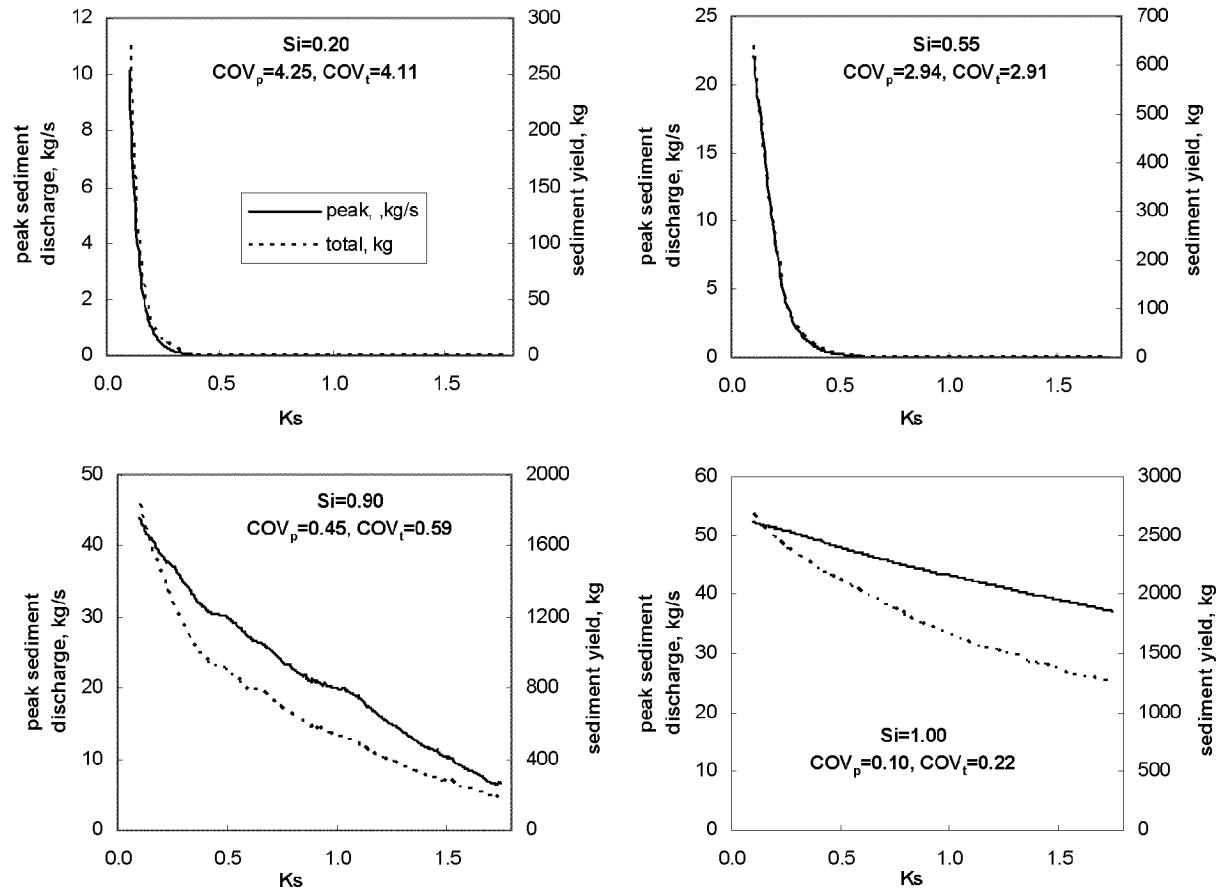 12
10
8
6
4
2
0
peak sediment
discharge, kg/s
Si=0.20
COVp=4.25, COVt=4.11
peak, ,kg/s
total, kg
300
250
200
150
100
50
0
sediment yield, kg
0.0 0.5 1.0 1.5
Ks
25
20
15
10
5
0
peak sediment
discharge, kg/s
Si=0.55
COVp=2.94, COVt=2.91
700
600
500
400
300
200
100
0
sediment yield, kg
0.0 0.5 1.0 1.5
Ks
50
40
30
20
10
0
peak sediment
discharge, kg/s
Si=0.90
COVp=0.45, COVt=0.59
2000
1600
1200
800
400
0
sediment yield, kg
0.0 0.5 1.0 1.5
Ks
60
50
40
30
20
10
0
peak sediment
discharge, kg/s
Si=1.00
COVp=0.10, COVt=0.22
3000
2500
2000
1500
1000
500
0
sediment yield, kg
0.0 0.5 1.0 1.5
Ks